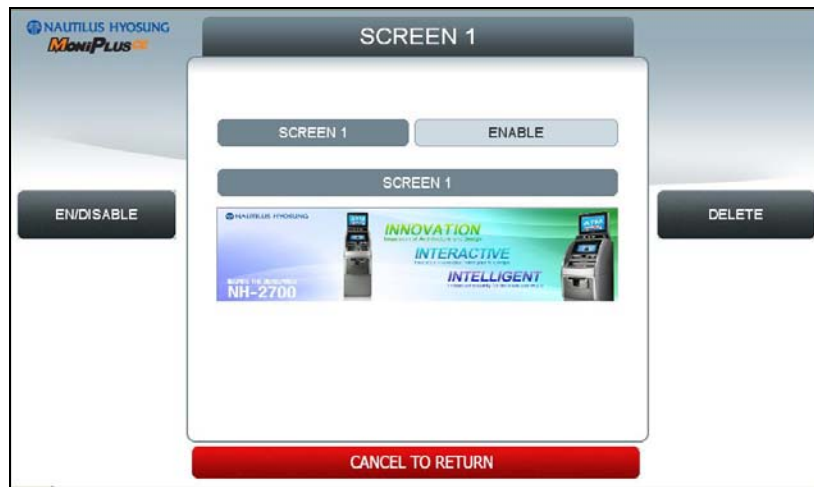 NAUTILUS HYOSUNG
MoniPlusCE
SCREEN 1
SCREEN 1 ENABLE
SCREEN 1
EN/DISABLE
DELETE
NAUTILUS HYOSUNG
INNOVATION
INTERACTIVE
INTELLIGENT
NH-2700
CANCEL TO RETURN